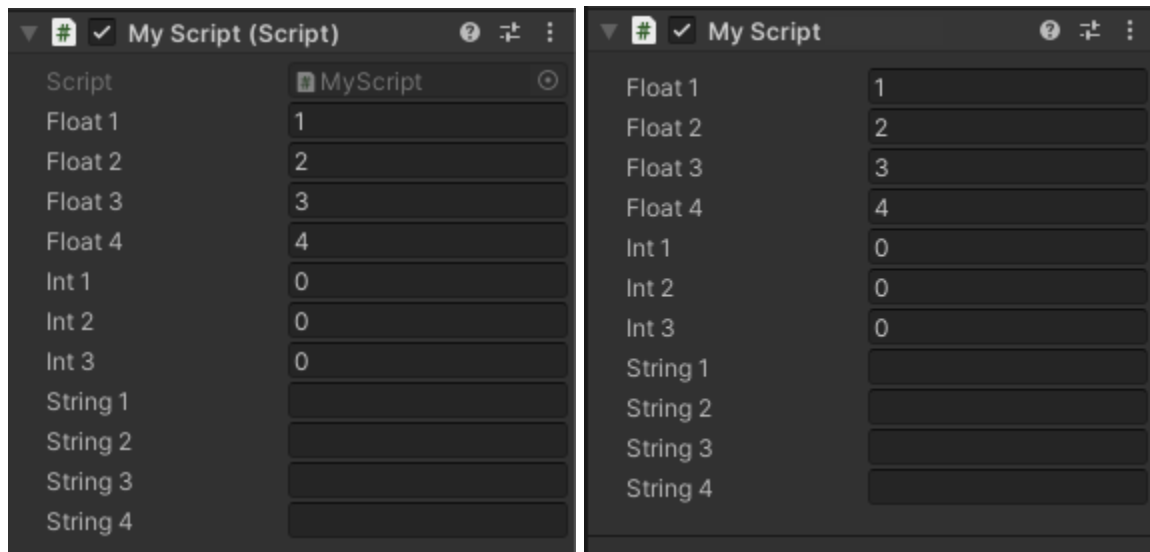 My Script (Script)
Script MyScript
Float 1 1
Float 2 2
Float 3 3
Float 4 4
Int 1 0
Int 2 0
Int 3 0
String 1
String 2
String 3
String 4
My Script
Float 1 1
Float 2 2
Float 3 3
Float 4 4
Int 1 0
Int 2 0
Int 3 0
String 1
String 2
String 3
String 4